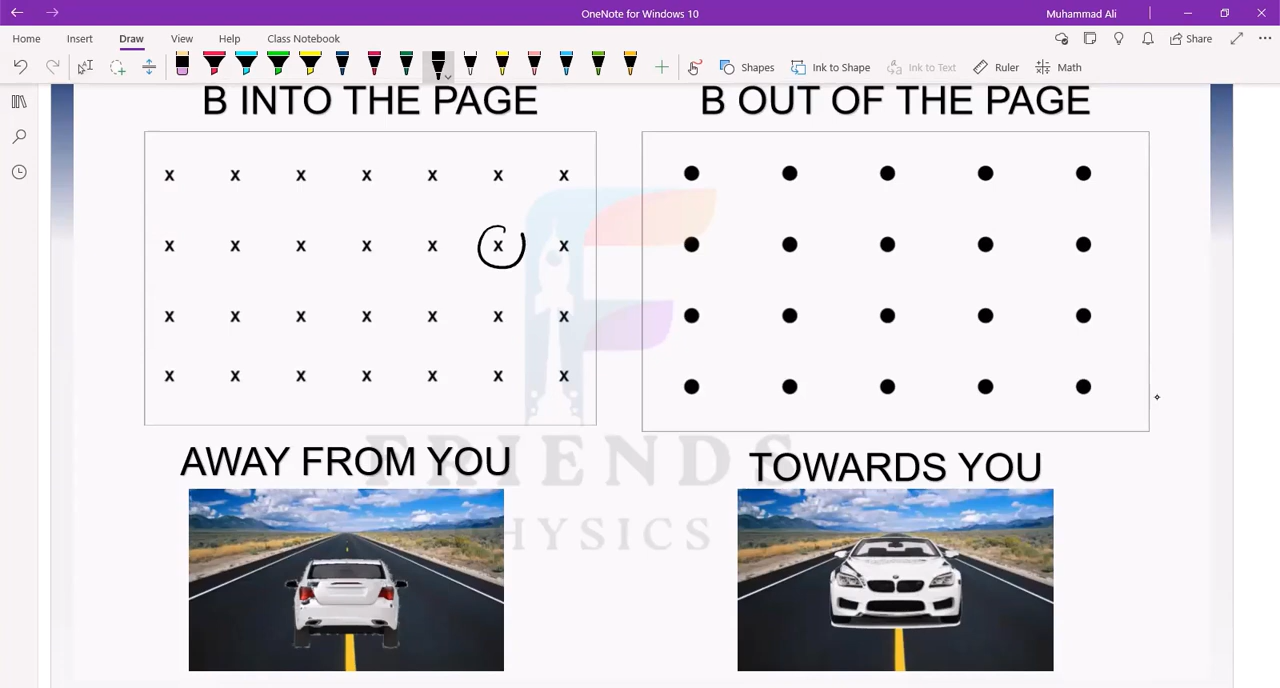 OneNote for Windows 10
Muhammad Ali
Home Insert Draw View Help Class Notebook
Share
Shapes Ink to Shape Ink to Text Ruler Math
B INTO THE PAGE
B OUT OF THE PAGE
x x x x x x x
x x x x x x x
x x x x x x x
x x x x x x x
AWAY FROM YOU
TOWARDS YOU
FRIENDS
PHYSICS